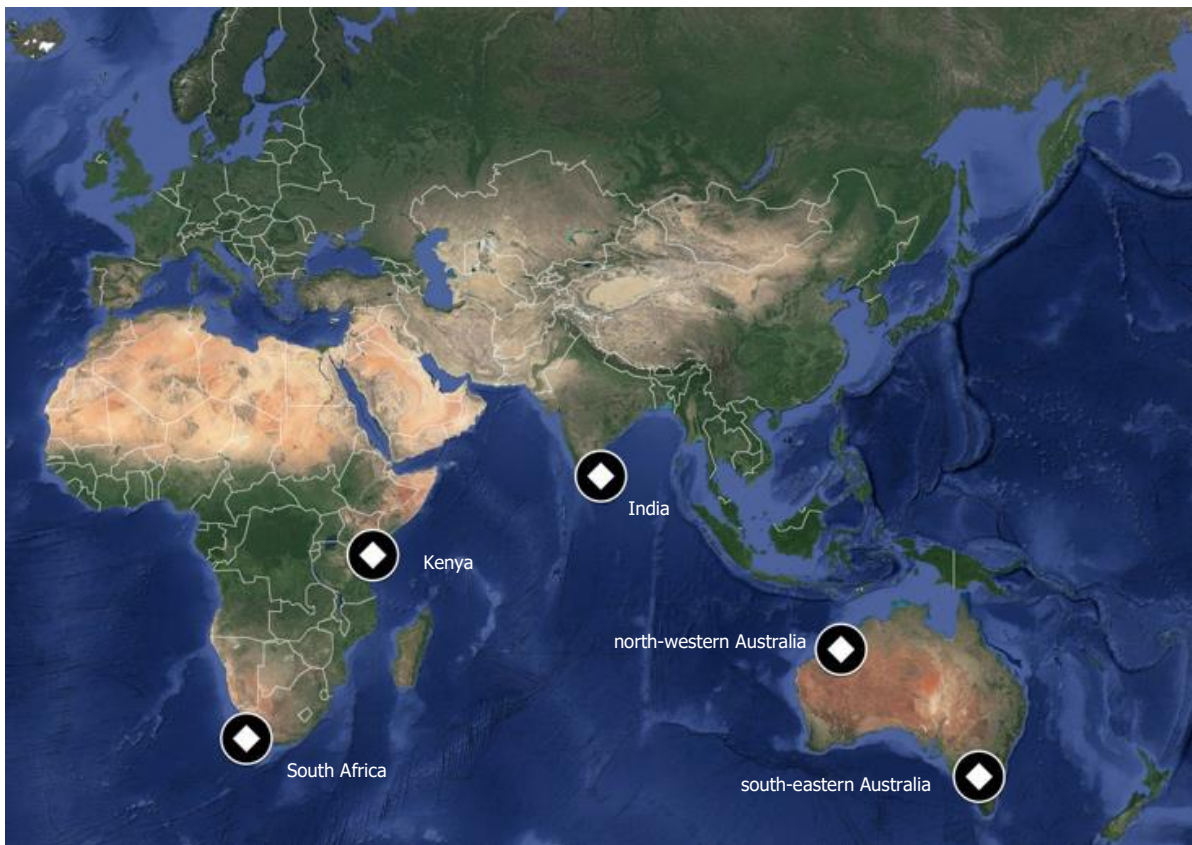 India
Kenya
north-western Australia
South Africa
south-eastern Australia